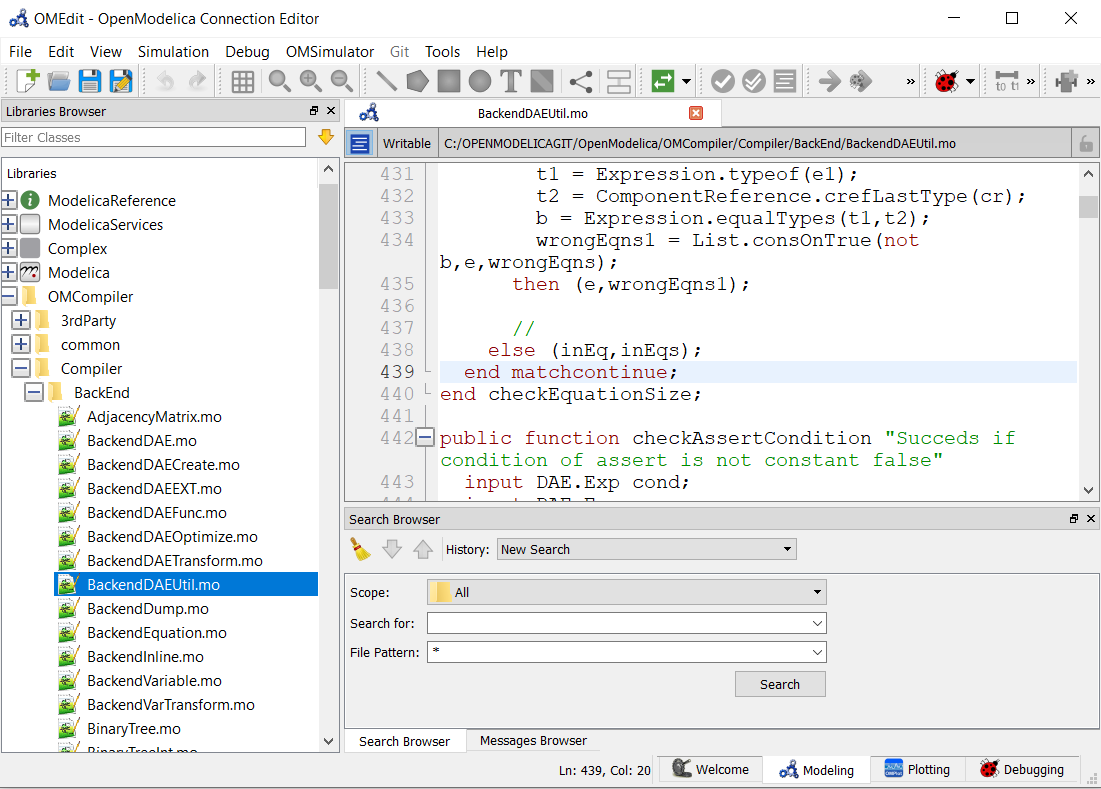 OMEdit - OpenModelica Connection Editor
File Edit View Simulation Debug OMSimulator Git Tools Help
T » to t1 » »
Libraries Browser
Filter Classes
Libraries
ModelicaReference
ModelicaServices
Complex
Modelica
OMCompiler
3rdParty
common
Compiler
BackEnd
AdjacencyMatrix.mo
BackendDAE.mo
BackendDAECreate.mo
BackendDAEEXT.mo
BackendDAEFunc.mo
BackendDAEOptimize.mo
BackendDAETransform.mo
BackendDAEUtil.mo
BackendDump.mo
BackendEquation.mo
BackendInline.mo
BackendVariable.mo
BackendVarTransform.mo
BinaryTree.mo
BinaryTreeInt.mo
BackendDAEUtil.mo
Writable C:/OPENMODELICAGIT/OpenModelica/OMCompiler/Compiler/BackEnd/BackendDAEUtil.mo
431 t1 = Expression.typeof(e1);
432 t2 = ComponentReference.crefLastType(cr);
433 b = Expression.equalTypes(t1,t2);
434 wrongEqns1 = List.consOnTrue(not
b,e,wrongEqns);
435 then (e,wrongEqns1);
436
437 //
438 else (inEq,inEqs);
439 end matchcontinue;
440 end checkEquationSize;
441
442 public function checkAssertCondition "Succeds if
condition of assert is not constant false"
443 input DAE.Exp cond;
Search Browser
History: New Search
Scope: All
Search for:
File Pattern: *
Search
Search Browser Messages Browser
Ln: 439, Col: 20 Welcome Modeling Plotting Debugging